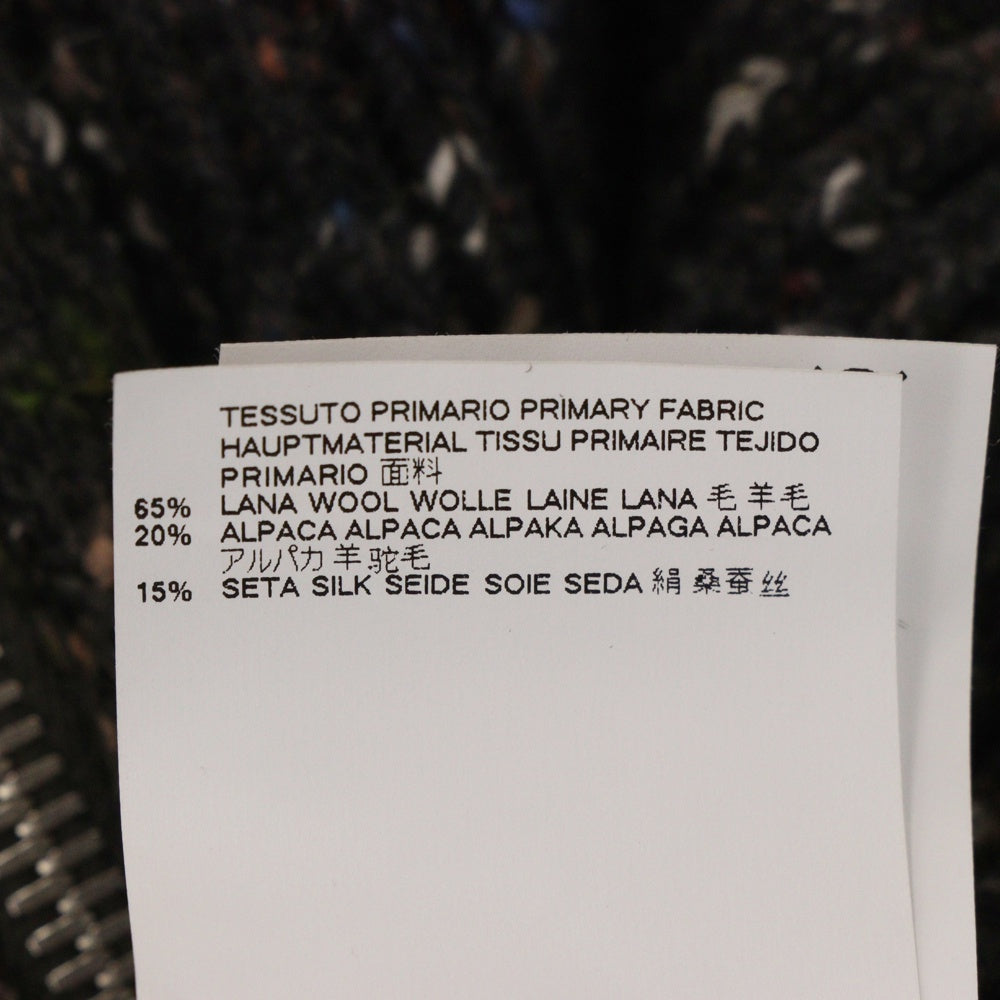 TESSUTO PRIMARIO PRIMARY FABRIC
HAUPTMATERIAL TISSU PRIMAIRE TEJIDO
PRIMARIO 面料
65% LANA WOOL WOLLE LAINE LANA 毛 羊毛
20% ALPACA ALPACA ALPAKA ALPAGA ALPACA
アルパカ 羊驼毛
15% SETA SILK SEIDE SOIE SEDA 絹 桑蚕丝